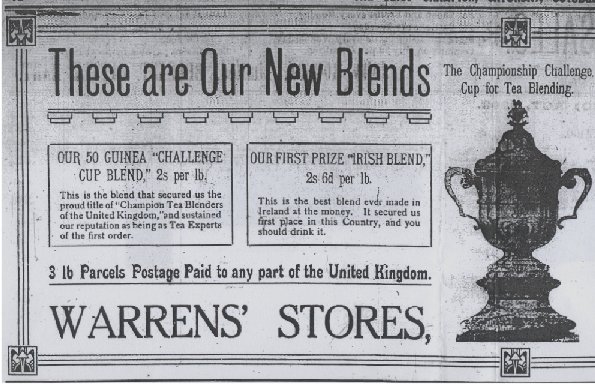 These are Our New Blends
The Championship Challenge
Cup for Tea Blending.
OUR 50 GUINEA "CHALLENGE
CUP BLEND," 2s per lb.
This is the blend that secured us the
proud title of "Champion Tea Blenders
of the United Kingdom," and sustained
our reputation as being as Tea Experts
of the first order.
OUR FIRST PRIZE "IRISH BLEND,"
2s 6d per lb.
This is the best blend ever made in
Ireland at the money. It secured us
first place in this Country, and you
should drink it.
3 lb Parcels Postage Paid to any part of the United Kingdom.
WARRENS' STORES,